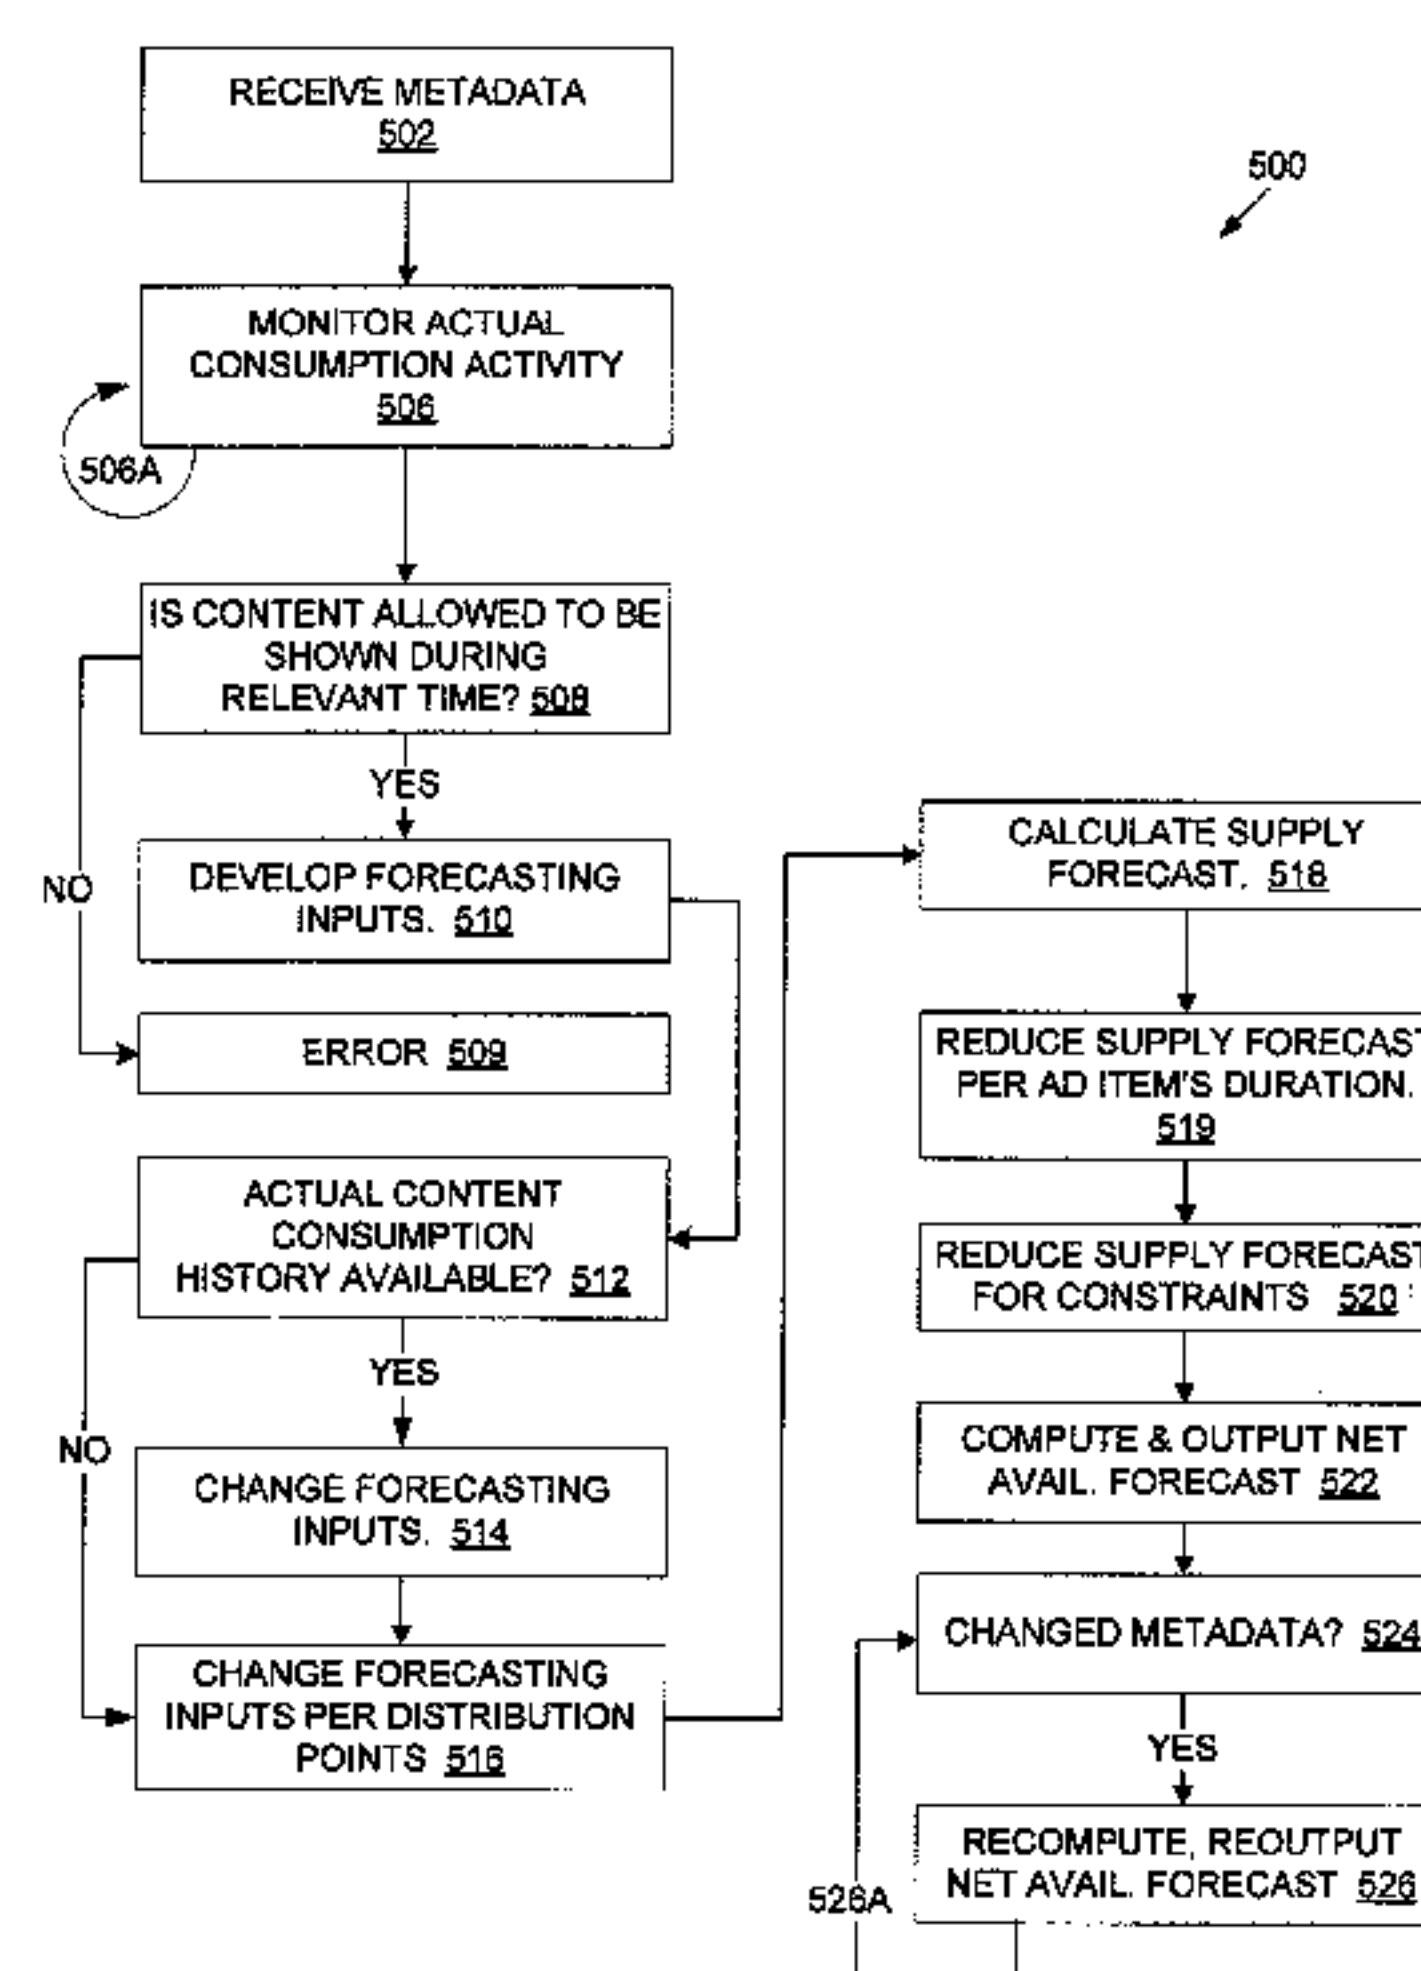 RECEIVE METADATA
502
500
MONITOR ACTUAL
CONSUMPTION ACTIVITY
506
506A
IS CONTENT ALLOWED TO BE
SHOWN DURING
RELEVANT TIME? 508
YES
NO
DEVELOP FORECASTING
INPUTS. 510
ERROR 509
ACTUAL CONTENT
CONSUMPTION
HISTORY AVAILABLE? 512
YES
NO
CHANGE FORECASTING
INPUTS. 514
CHANGE FORECASTING
INPUTS PER DISTRIBUTION
POINTS 516
CALCULATE SUPPLY
FORECAST. 518
REDUCE SUPPLY FORECAST
PER AD ITEM'S DURATION.
519
REDUCE SUPPLY FORECAST
FOR CONSTRAINTS 520
COMPUTE & OUTPUT NET
AVAIL. FORECAST 522
CHANGED METADATA? 524
YES
RECOMPUTE, REOUTPUT
NET AVAIL. FORECAST 526
526A